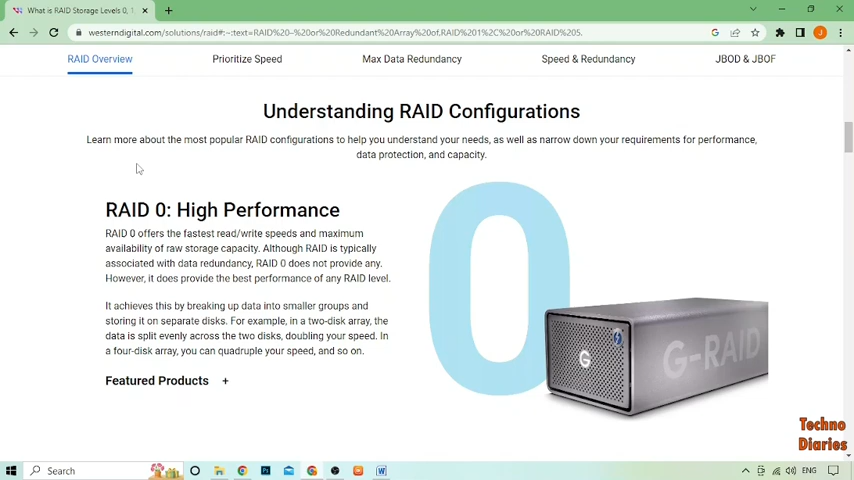 What is RAID Storage Levels 0, 1,
westerndigital.com/solutions/raid#:~:text=RAID%20-%20or%20Redundant%20Array%20of,RAID%201%2C%20or%20RAID%205.
RAID Overview
Prioritize Speed
Max Data Redundancy
Speed & Redundancy
JBOD & JBOF
Understanding RAID Configurations
Learn more about the most popular RAID configurations to help you understand your needs, as well as narrow down your requirements for performance,
data protection, and capacity.
RAID 0: High Performance
RAID 0 offers the fastest read/write speeds and maximum
availability of raw storage capacity. Although RAID is typically
associated with data redundancy, RAID 0 does not provide any.
However, it does provide the best performance of any RAID level.
It achieves this by breaking up data into smaller groups and
storing it on separate disks. For example, in a two-disk array, the
data is split evenly across the two disks, doubling your speed. In
a four-disk array, you can quadruple your speed, and so on.
Featured Products +
0
G
G-RAID
Techno
Diaries
Search
ENG